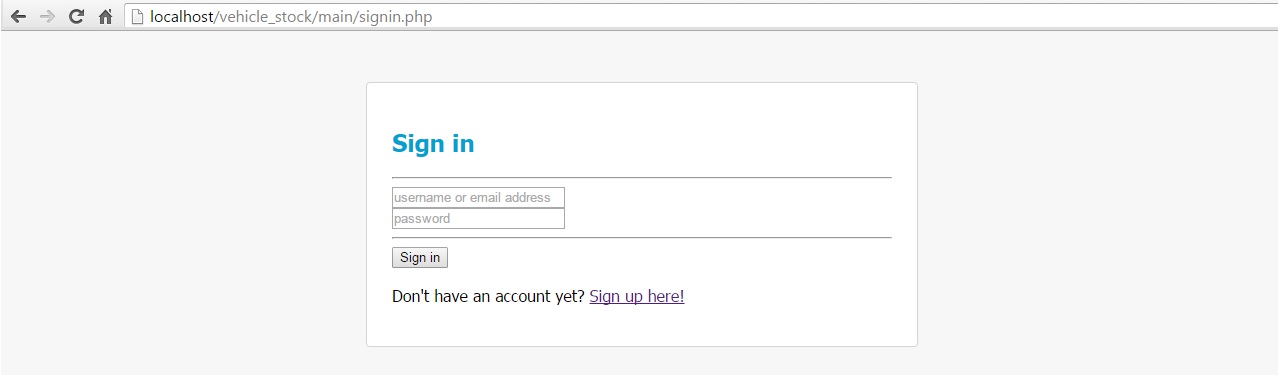 localhost/vehicle_stock/main/signin.php
Sign in
username or email address
password
Sign in
Don't have an account yet? Sign up here!